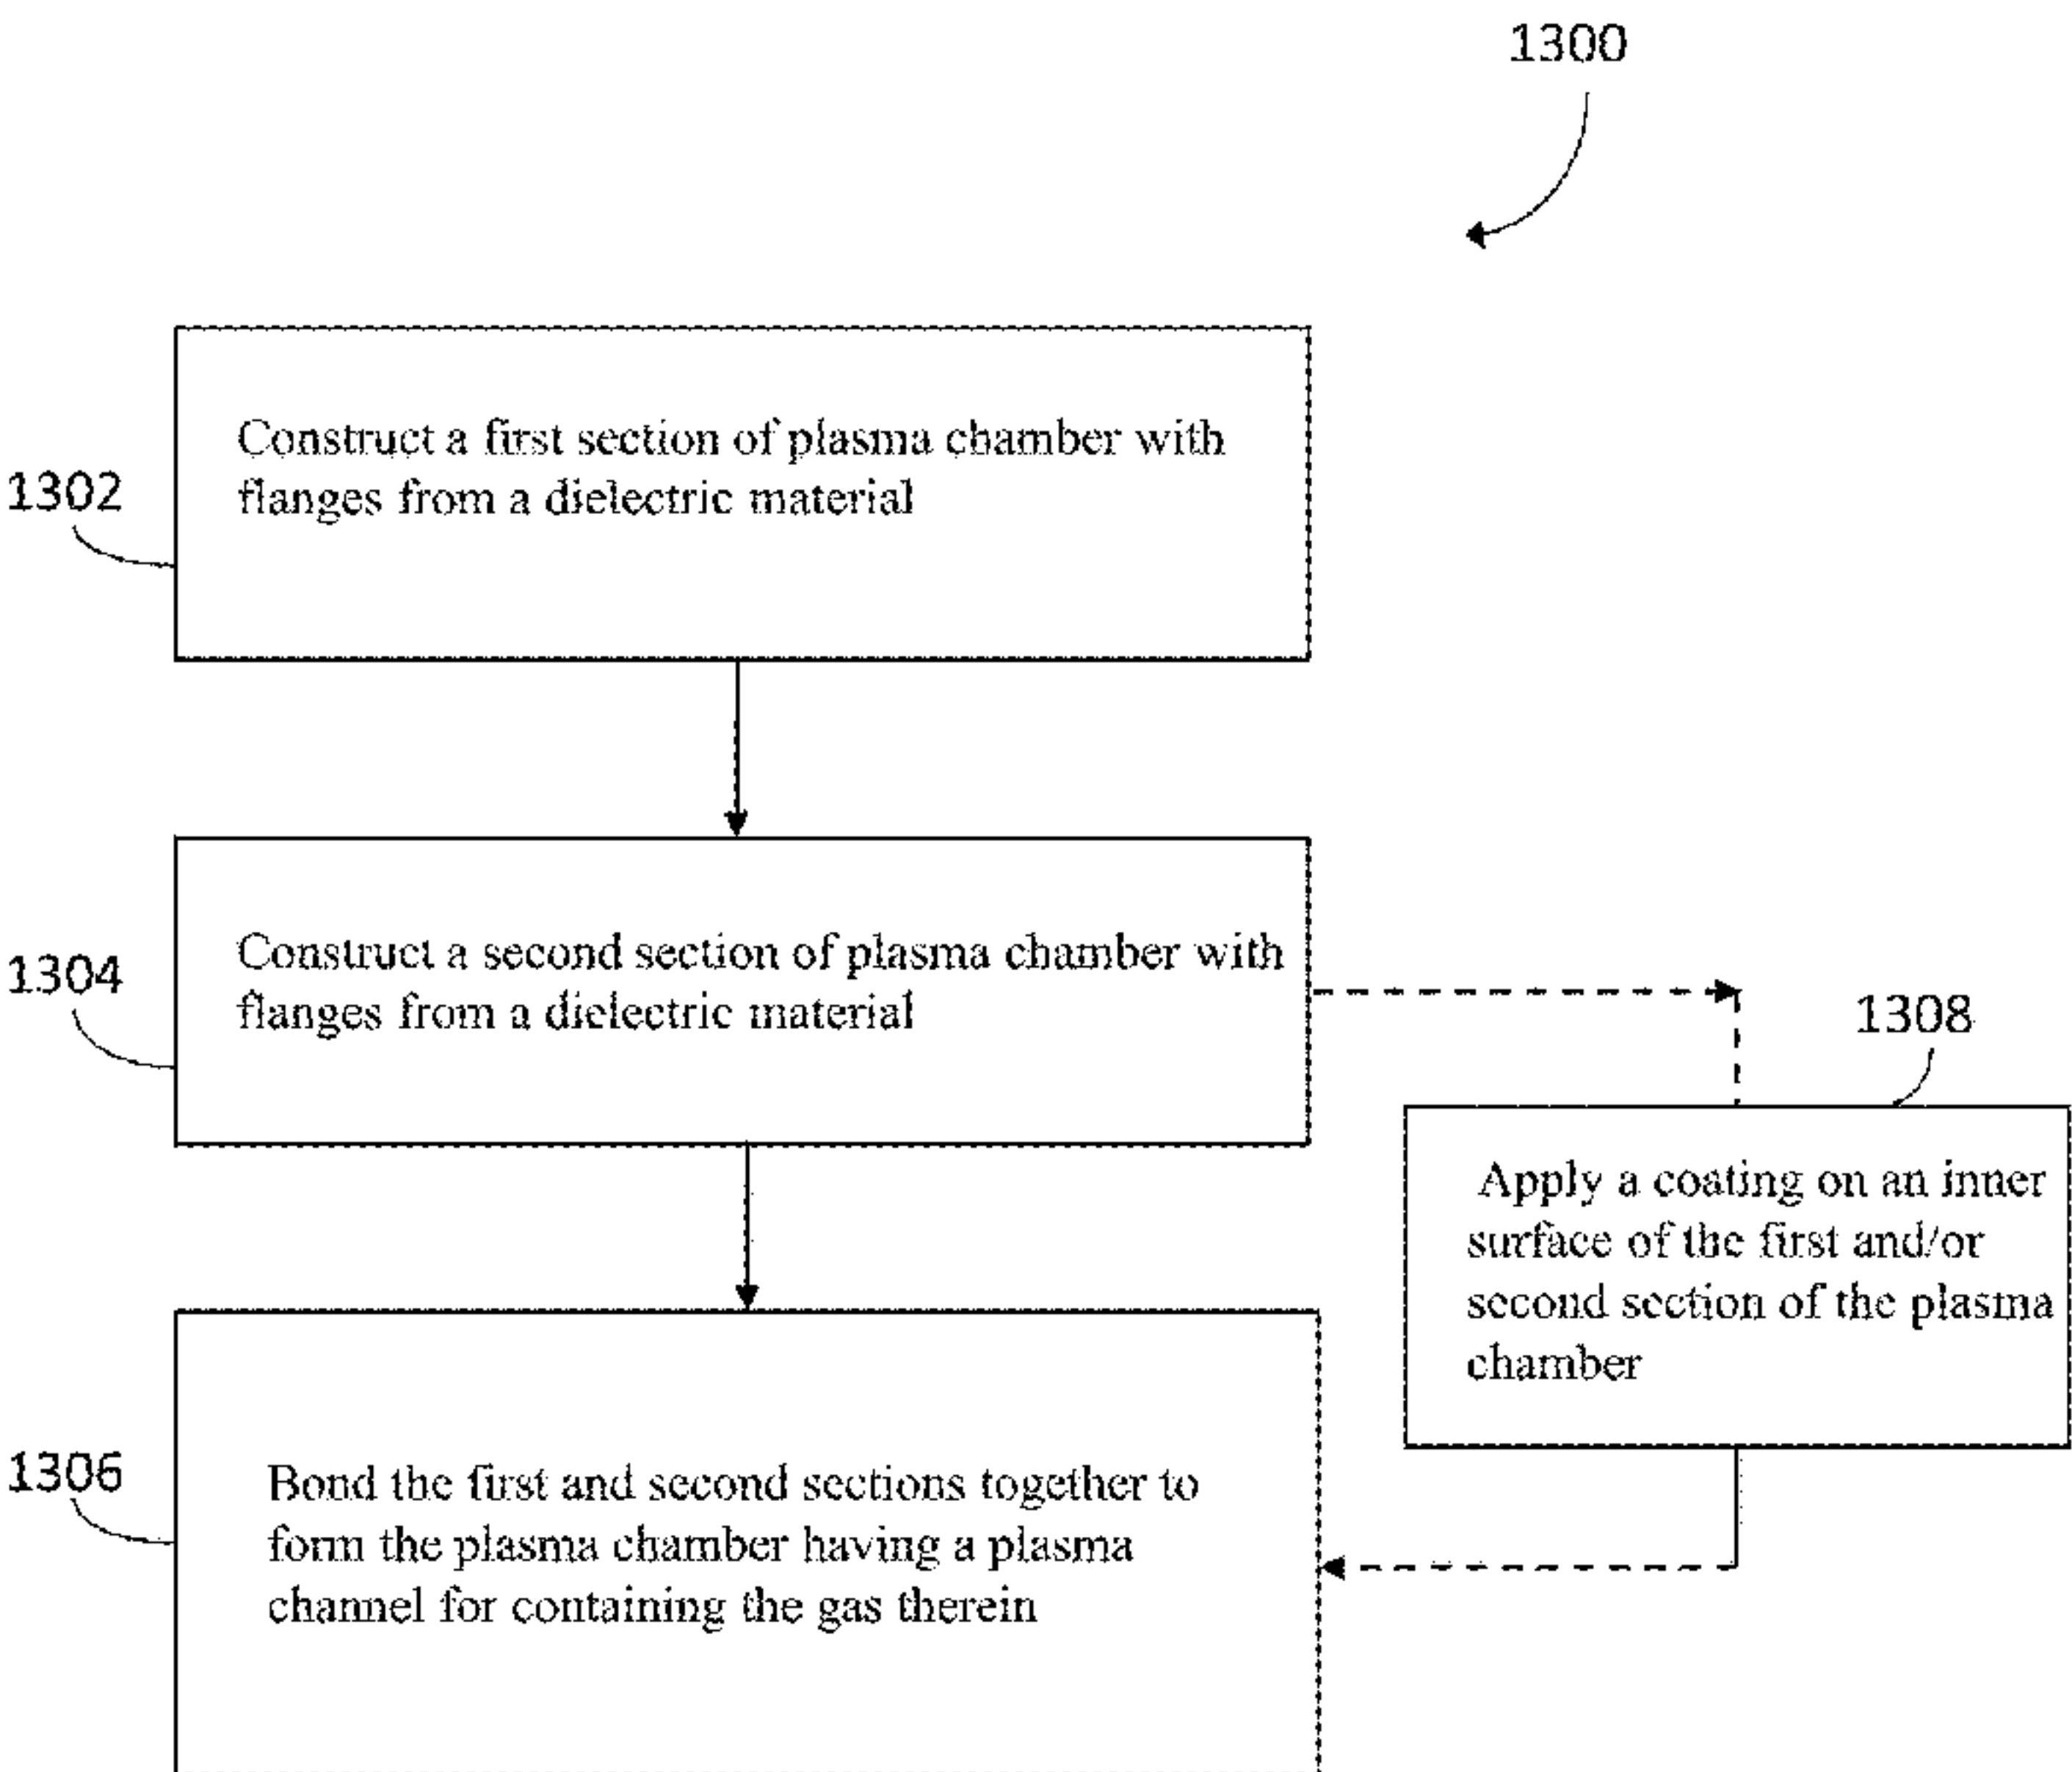 1300
1302
Construct a first section of plasma chamber with
flanges from a dielectric material
1304
Construct a second section of plasma chamber with
flanges from a dielectric material
1308
Apply a coating on an inner
surface of the first and/or
second section of the plasma
chamber
1306
Bond the first and second sections together to
form the plasma chamber having a plasma
channel for containing the gas therein